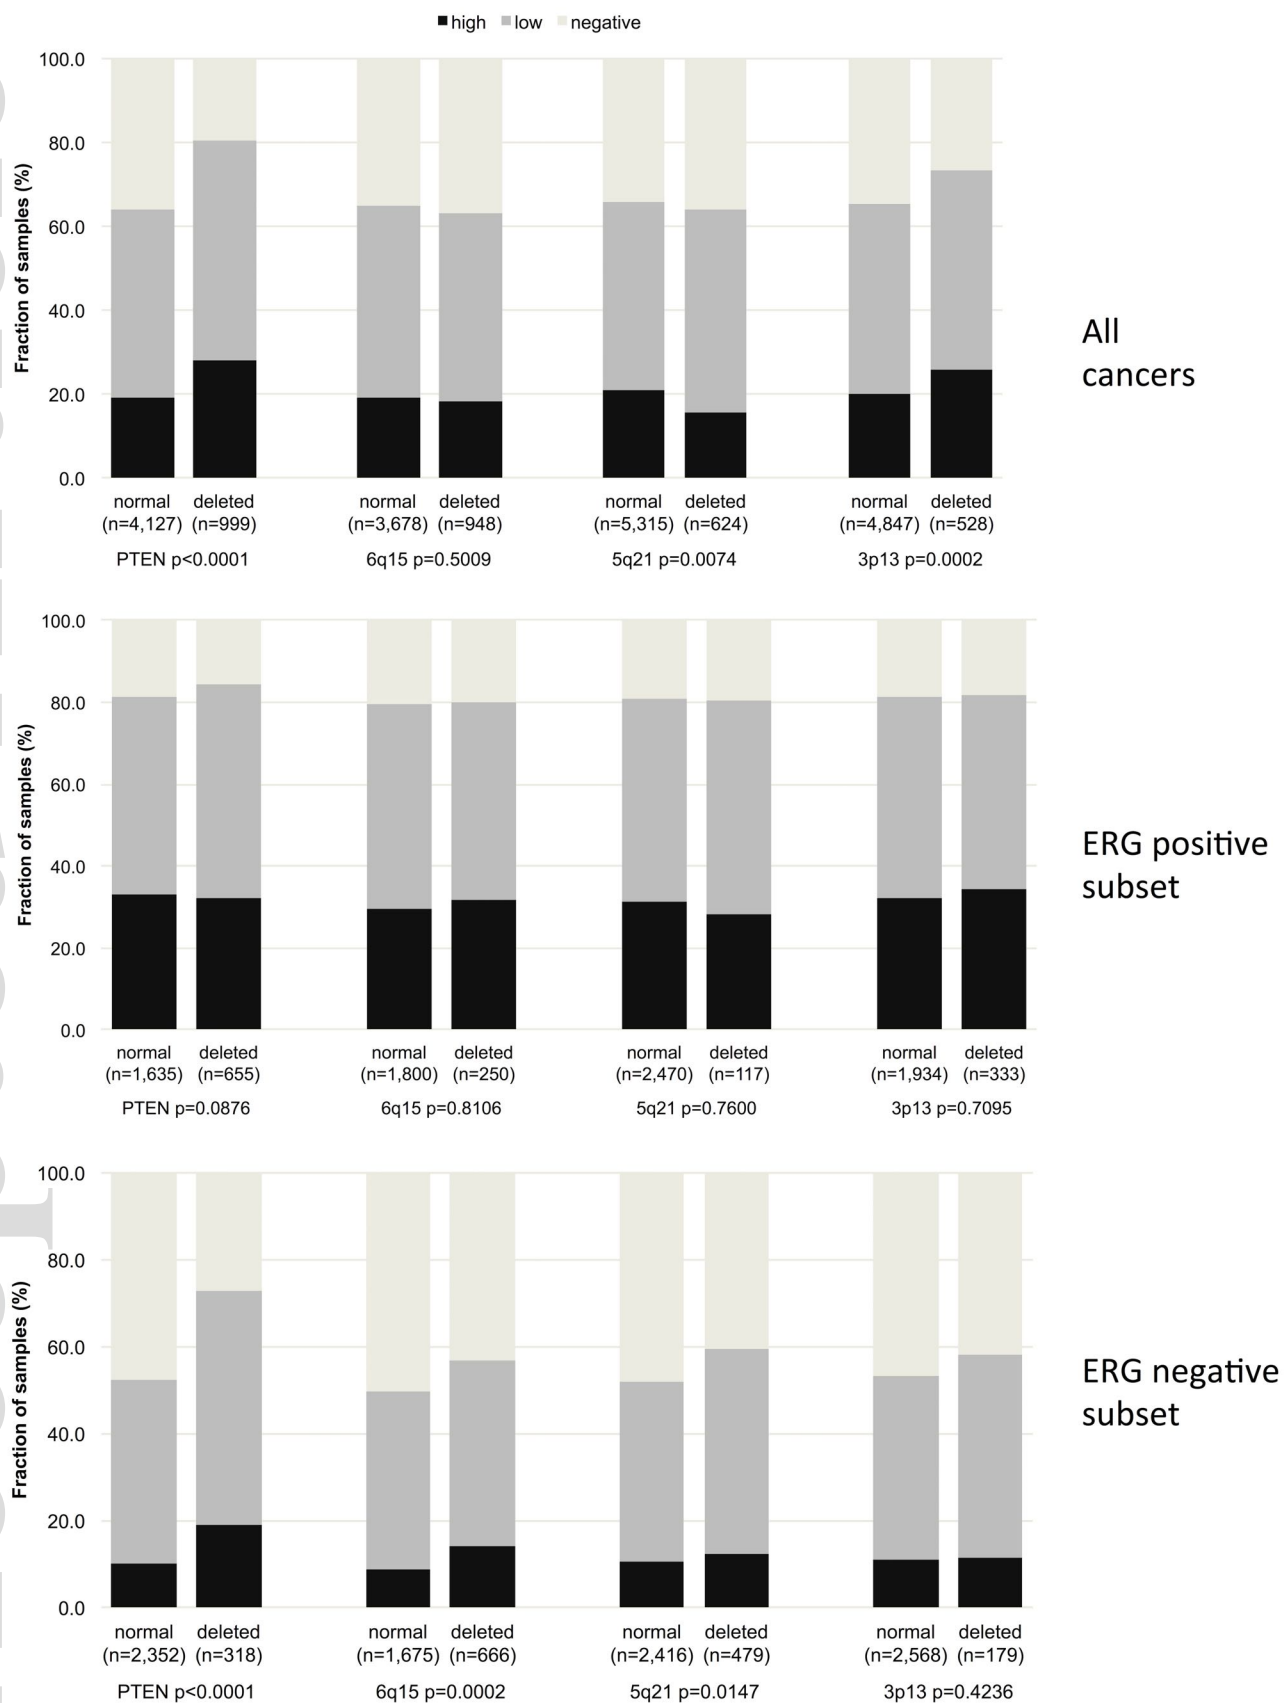 high low negative
100.0
80.0
60.0
40.0
20.0
0.0
Fraction of samples (%)
normal deleted normal deleted normal deleted normal deleted
(n=4,127) (n=999) (n=3,678) (n=948) (n=5,315) (n=624) (n=4,847) (n=528)
PTEN p<0.0001 6q15 p=0.5009 5q21 p=0.0074 3p13 p=0.0002
All
cancers
100.0
80.0
60.0
40.0
20.0
0.0
Fraction of samples (%)
normal deleted normal deleted normal deleted normal deleted
(n=1,635) (n=655) (n=1,800) (n=250) (n=2,470) (n=117) (n=1,934) (n=333)
PTEN p=0.0876 6q15 p=0.8106 5q21 p=0.7600 3p13 p=0.7095
ERG positive
subset
100.0
80.0
60.0
40.0
20.0
0.0
Fraction of samples (%)
normal deleted normal deleted normal deleted normal deleted
(n=2,352) (n=318) (n=1,675) (n=666) (n=2,416) (n=479) (n=2,568) (n=179)
PTEN p<0.0001 6q15 p=0.0002 5q21 p=0.0147 3p13 p=0.4236
ERG negative
subset